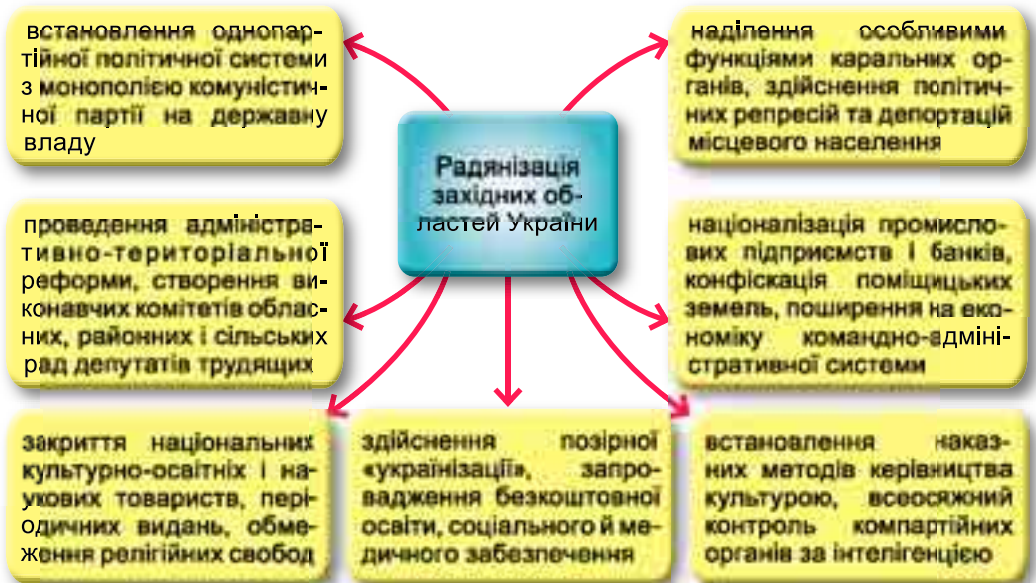 встановлення однопар-
тійної політичної системи
з монополією комуністич-
ної партії на державну
владу
наділення особливими
функціями каральних ор-
ганів, здійснення політич-
них репресій та депортацій
місцевого населення
Радянізація
західних об-
ластей України
проведення адміністра-
тивно-територіальної
реформи, створення ви-
конавчих комітетів облас-
них, районних і сільських
рад депутатів трудящих
націоналізація промисло-
вих підприємств і банків,
конфіскація поміщицьких
земель, поширення на еко-
номіку командно-адміні-
стративної системи
закриття національних
культурно-освітніх і на-
укових товариств, пері-
одичних видань, обме-
ження релігійних свобод
здійснення позірної
«українізації», запро-
вадження безкоштовної
освіти, соціального й ме-
дичного забезпечення
встановлення наказ-
них методів керівництва
культурою, всеосяжний
контроль компартійних
органів за інтелігенцією